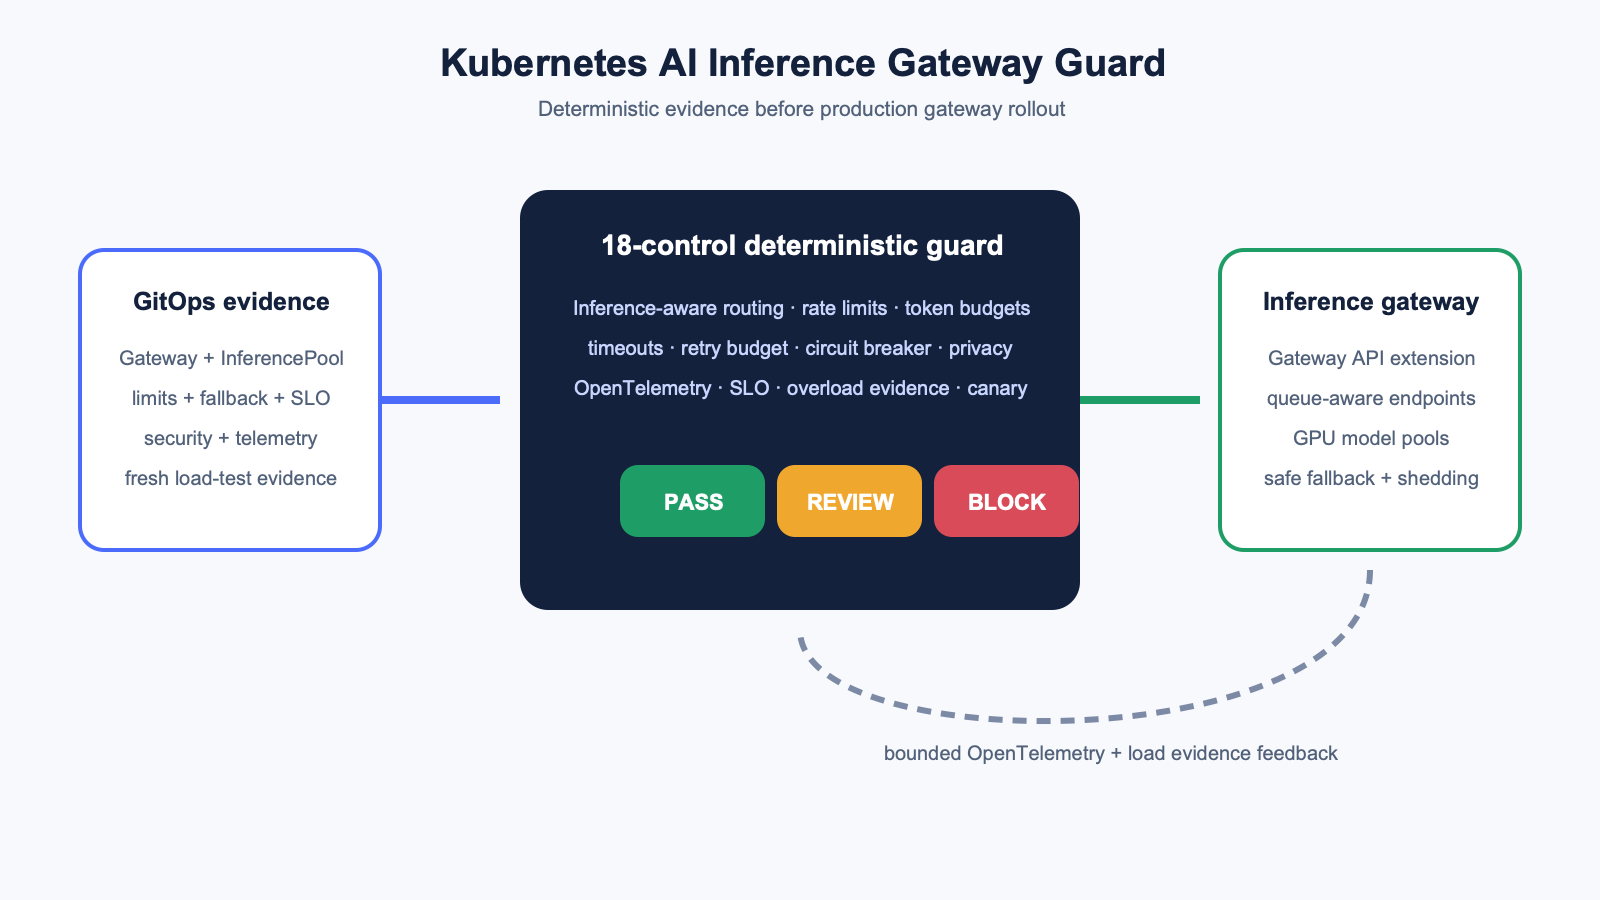 Kubernetes AI Inference Gateway Guard
Deterministic evidence before production gateway rollout
GitOps evidence
Gateway + InferencePool
limits + fallback + SLO
security + telemetry
fresh load-test evidence
18-control deterministic guard
Inference-aware routing · rate limits · token budgets
timeouts · retry budget · circuit breaker · privacy
OpenTelemetry · SLO · overload evidence · canary
PASS
REVIEW
BLOCK
Inference gateway
Gateway API extension
queue-aware endpoints
GPU model pools
safe fallback + shedding
bounded OpenTelemetry + load evidence feedback